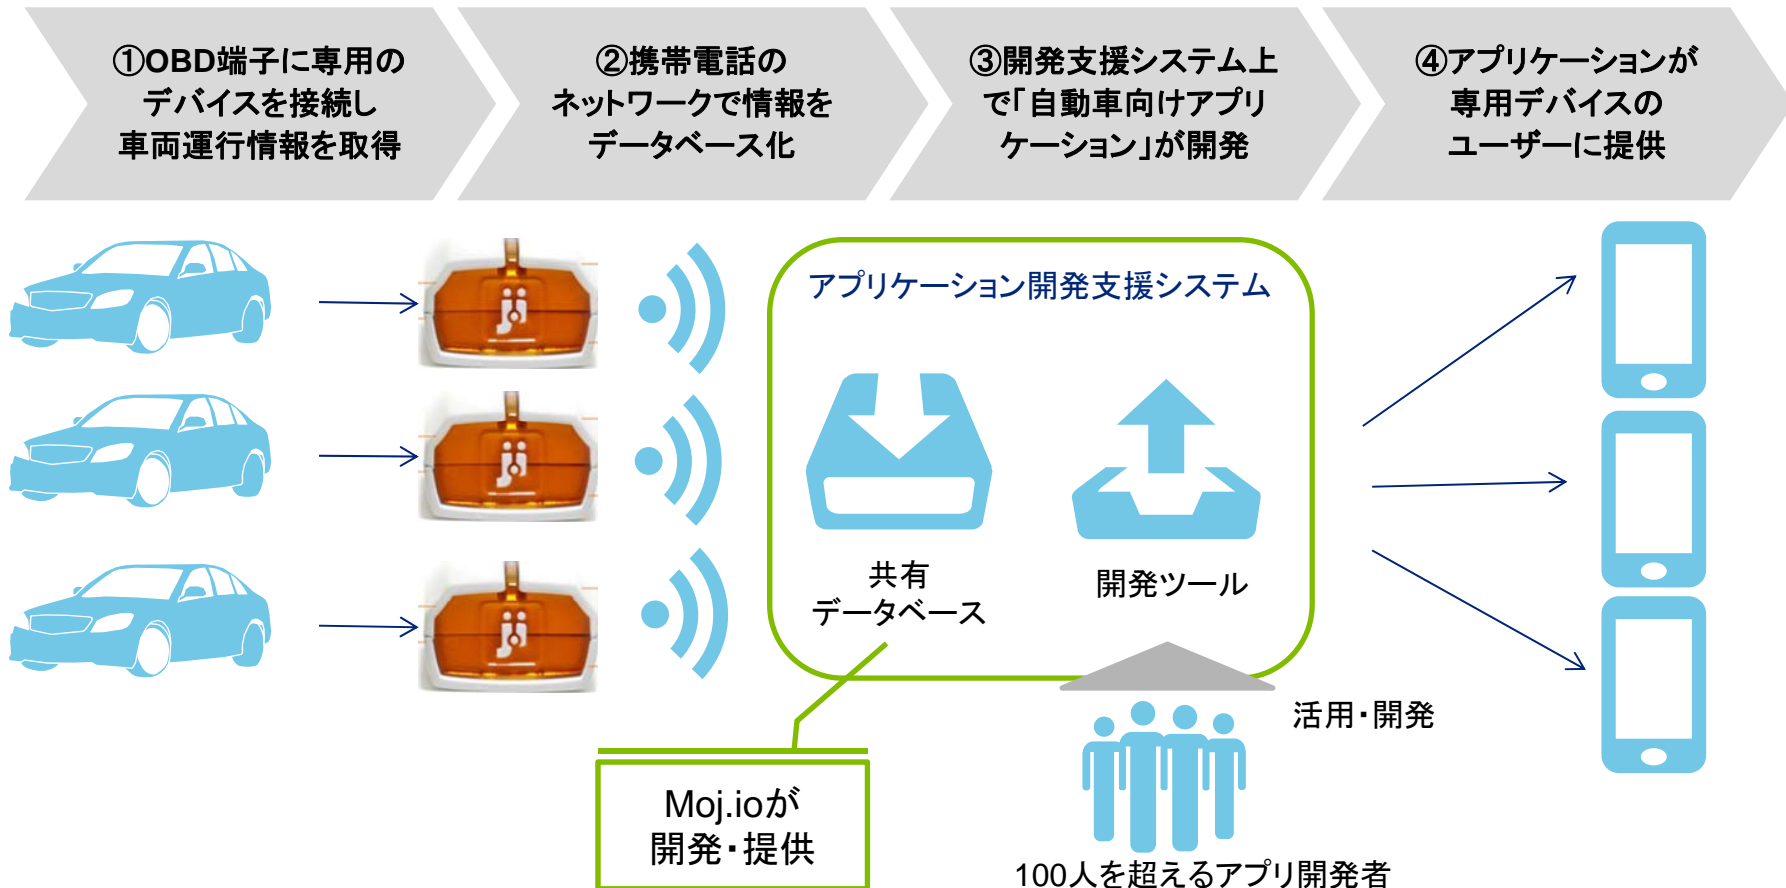 ①OBD端子に専用の
デバイスを接続し
車両運行情報を取得
②携帯電話の
ネットワークで情報を
データベース化
③開発支援システム上
で「自動車向けアプリ
ケーション」が開発
④アプリケーションが
専用デバイスの
ユーザーに提供
アプリケーション開発支援システム
共有
データベース
開発ツール
活用・開発
Moj.ioが
開発・提供
100人を超えるアプリ開発者